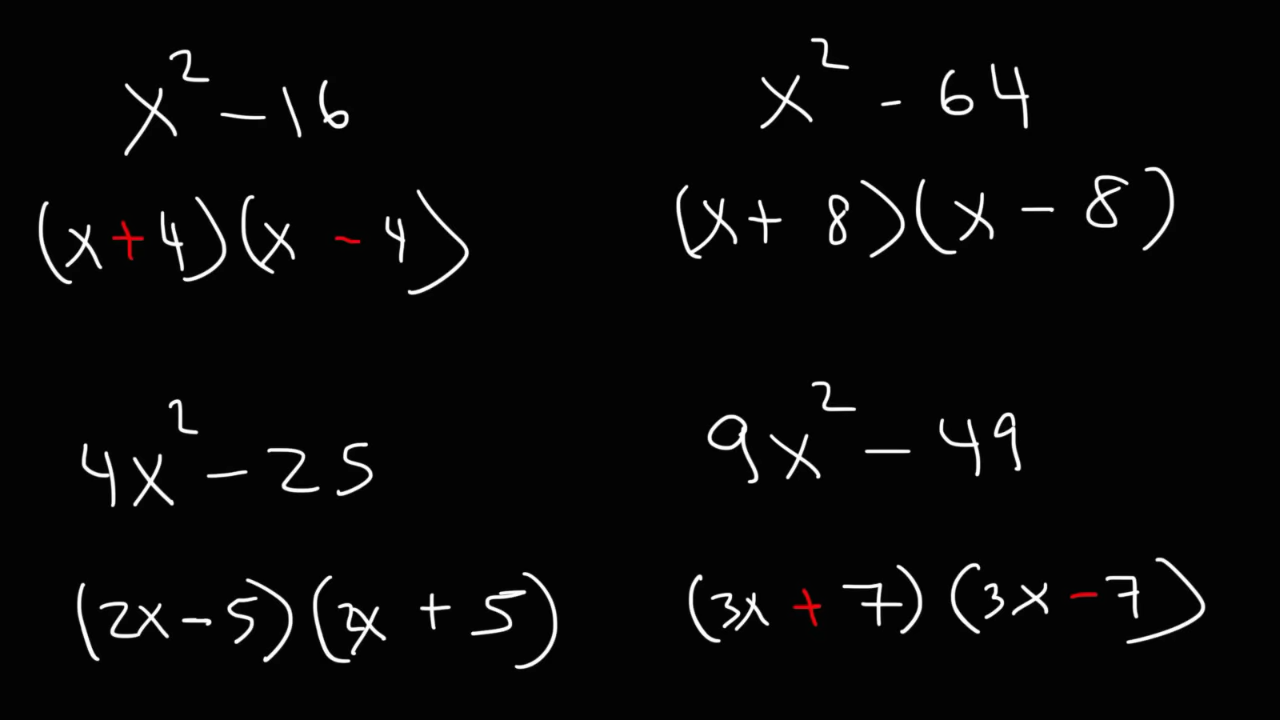 x² - 16
(x + 4)(x - 4)
x² - 64
(x + 8)(x - 8)
4x² - 25
(2x - 5)(2x + 5)
9x² - 49
(3x + 7)(3x - 7)